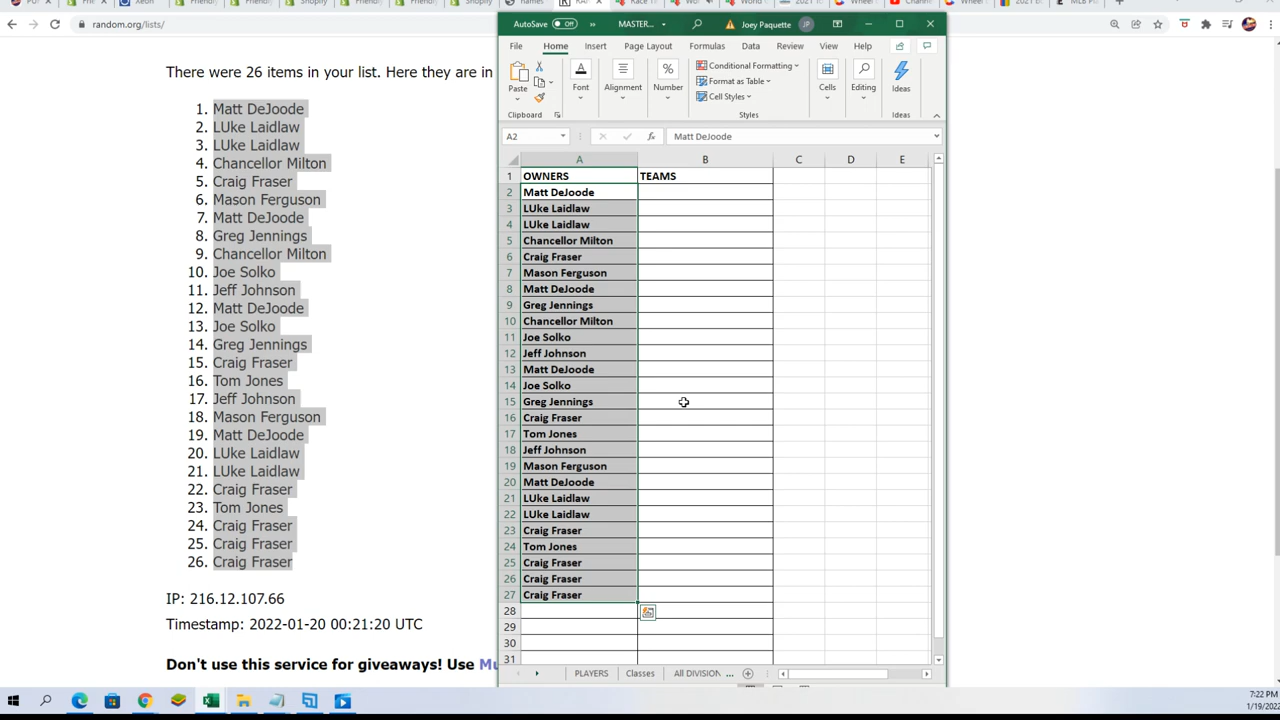 Shopify
names
random.org/lists/
There were 26 items in your list. Here they are in
1. Matt DeJoode
2. LUke Laidlaw
3. LUke Laidlaw
4. Chancellor Milton
5. Craig Fraser
6. Mason Ferguson
7. Matt DeJoode
8. Greg Jennings
9. Chancellor Milton
10. Joe Solko
11. Jeff Johnson
12. Matt DeJoode
13. Joe Solko
14. Greg Jennings
15. Craig Fraser
16. Tom Jones
17. Jeff Johnson
18. Mason Ferguson
19. Matt DeJoode
20. LUke Laidlaw
21. LUke Laidlaw
22. Craig Fraser
23. Tom Jones
24. Craig Fraser
25. Craig Fraser
26. Craig Fraser
IP: 216.12.107.66
Timestamp: 2022-01-20 00:21:20 UTC
Don't use this service for giveaways! Use
AutoSave Off » MASTER... Joey Paquette JP
File Home Insert Page Layout Formulas Data Review View Help
Paste Font Alignment Number Conditional Formatting Format as Table Cell Styles Cells Editing Ideas
Clipboard Styles Ideas
A2 fx Matt DeJoode
A B C D E
1 OWNERS TEAMS
2 Matt DeJoode
3 LUke Laidlaw
4 LUke Laidlaw
5 Chancellor Milton
6 Craig Fraser
7 Mason Ferguson
8 Matt DeJoode
9 Greg Jennings
10 Chancellor Milton
11 Joe Solko
12 Jeff Johnson
13 Matt DeJoode
14 Joe Solko
15 Greg Jennings
16 Craig Fraser
17 Tom Jones
18 Jeff Johnson
19 Mason Ferguson
20 Matt DeJoode
21 LUke Laidlaw
22 LUke Laidlaw
23 Craig Fraser
24 Tom Jones
25 Craig Fraser
26 Craig Fraser
27 Craig Fraser
28
29
30
31
PLAYERS Classes All DIVISION ...
7:22 PM
1/19/2022